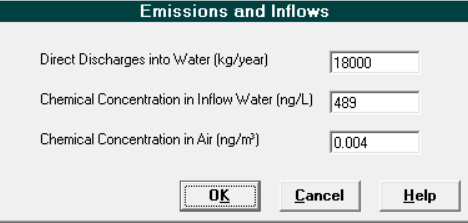 Emissions and Inflows
Direct Discharges into Water (kg/year) 18000
Chemical Concentration in Inflow Water (ng/L) 489
Chemical Concentration in Air (ng/m³) 0.004
OK Cancel Help